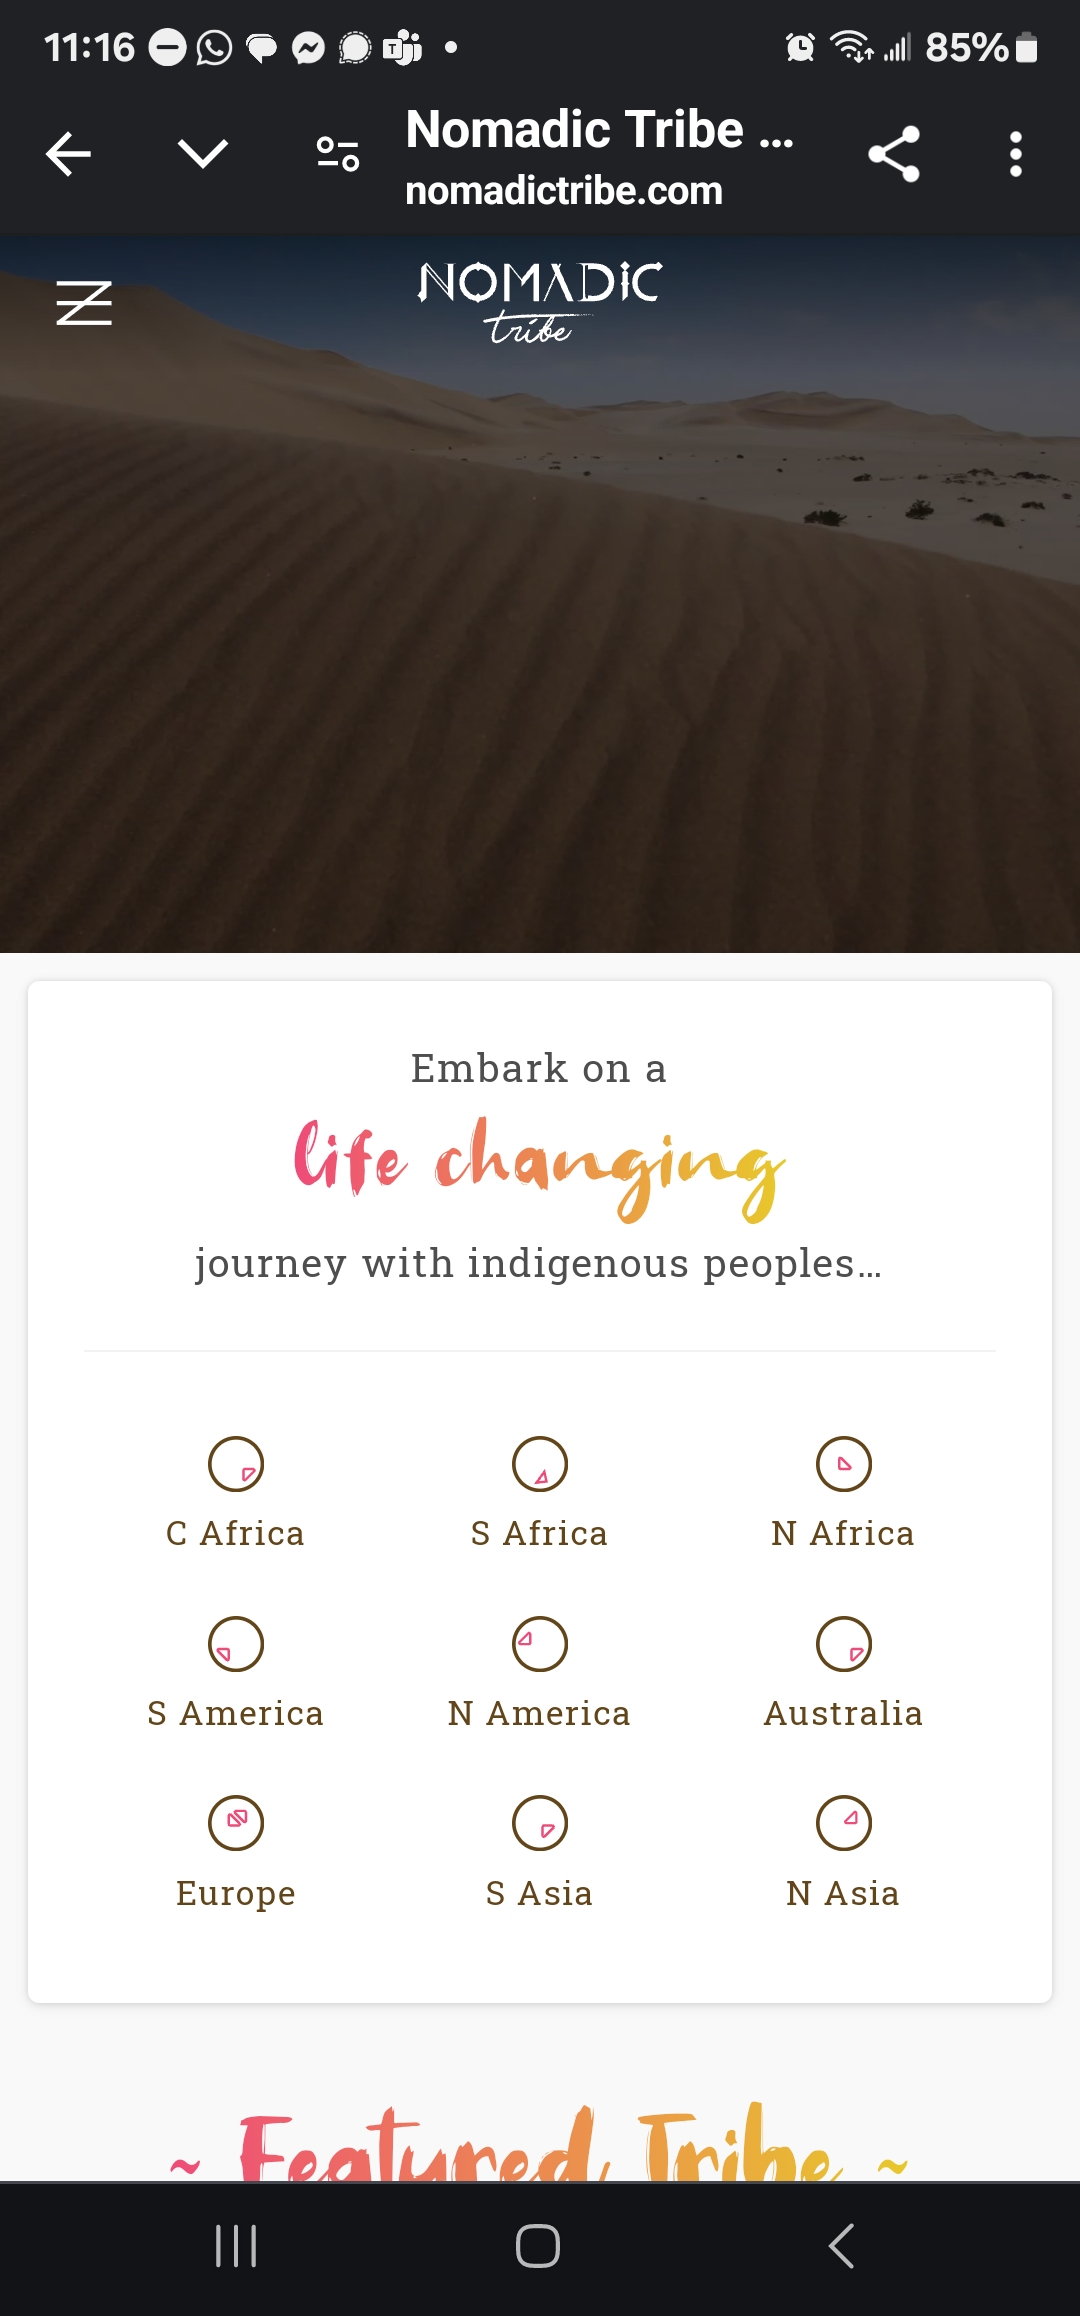 11:16
85%
Nomadic Tribe ...
nomadictribe.com
NOMADIC
tribe
Embark on a
life changing
journey with indigenous peoples...
C Africa
S Africa
N Africa
S America
N America
Australia
Europe
S Asia
N Asia
~ Featured Tribe ~